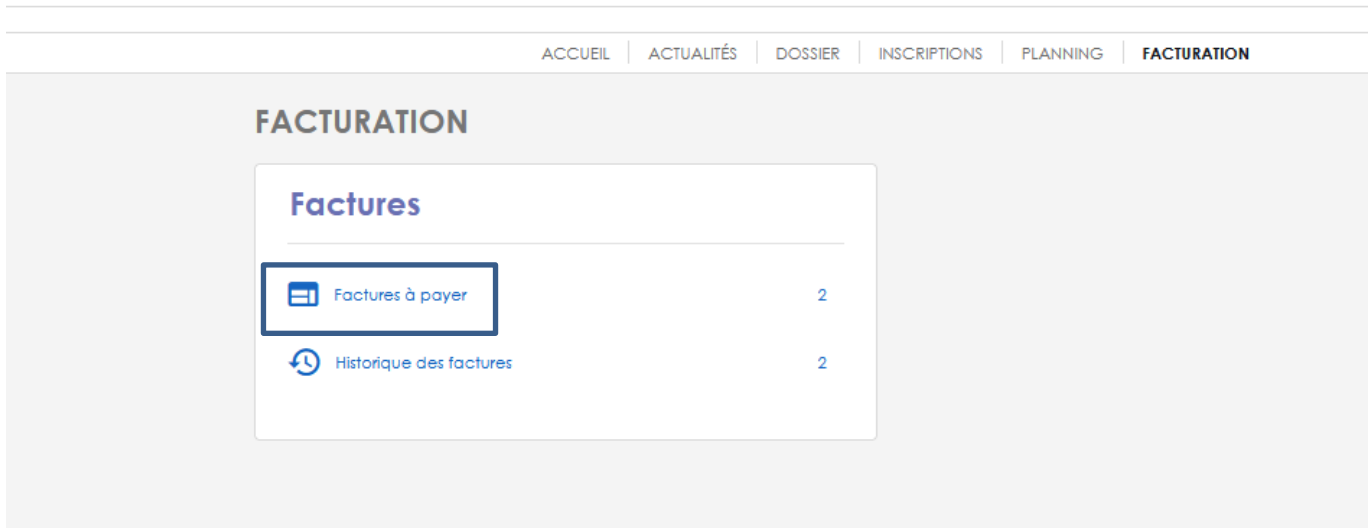 ACCUEIL ACTUALITÉS DOSSIER INSCRIPTIONS PLANNING FACTURATION
FACTURATION
Factures
Factures à payer 2
Historique des factures 2